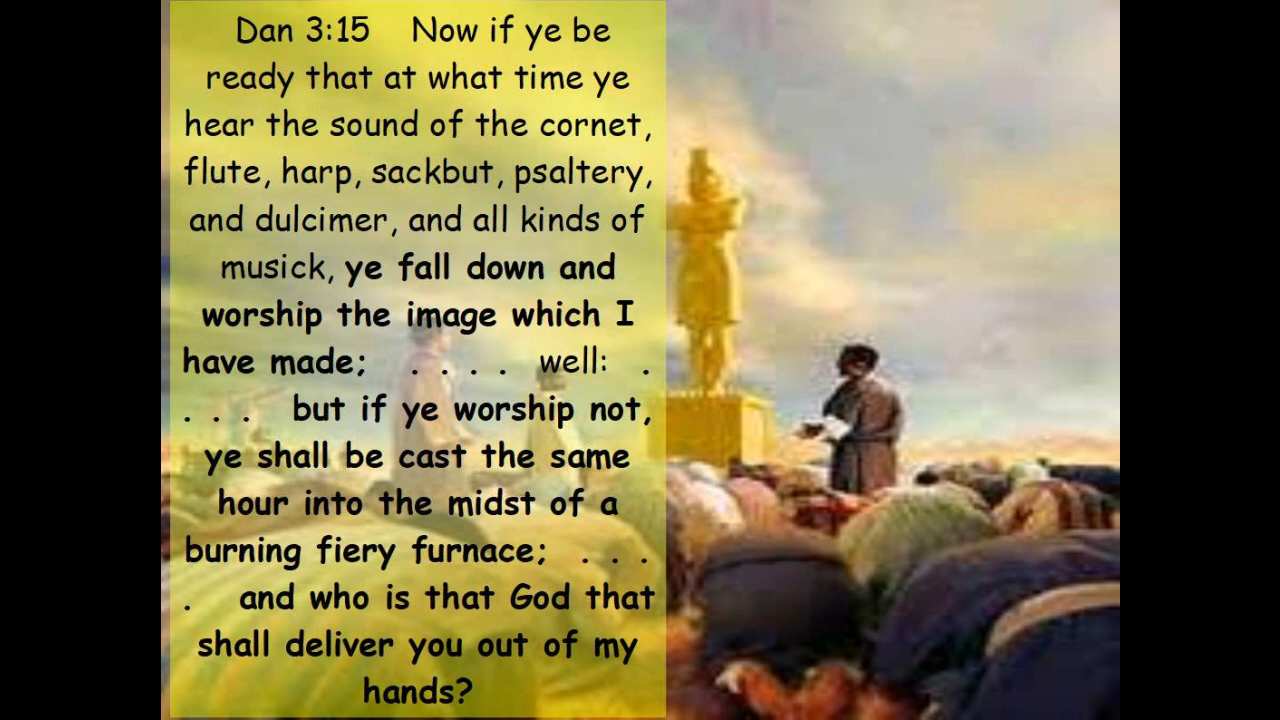 Dan 3:15 Now if ye be
ready that at what time ye
hear the sound of the cornet,
flute, harp, sackbut, psaltery,
and dulcimer, and all kinds of
musick, ye fall down and
worship the image which I
have made; . . . . well: .
. . . but if ye worship not,
ye shall be cast the same
hour into the midst of a
burning fiery furnace; . . .
. and who is that God that
shall deliver you out of my
hands?